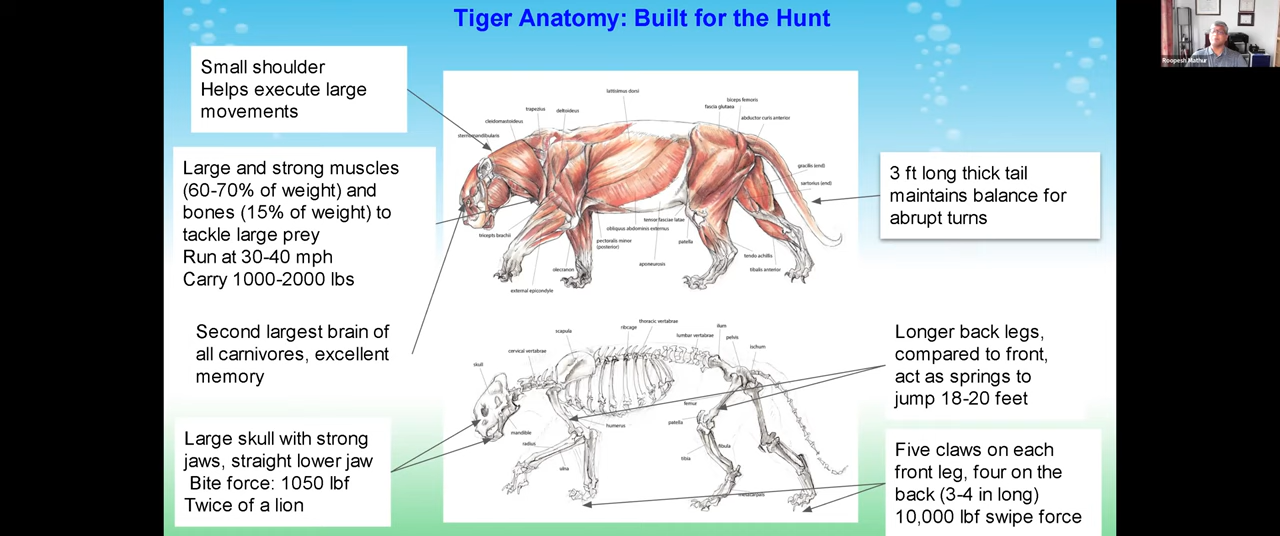 Tiger Anatomy: Built for the Hunt
Roopesh Mathur
Small shoulder
Helps execute large
movements
Large and strong muscles
(60-70% of weight) and
bones (15% of weight) to
tackle large prey
Run at 30-40 mph
Carry 1000-2000 lbs
Second largest brain of
all carnivores, excellent
memory
Large skull with strong
jaws, straight lower jaw
Bite force: 1050 lbf
Twice of a lion
latissimus dorsi
trapezius
deltoideus
cleidomastoideus
sternomandibularis
biceps femoris
fascia glutaea
abductor curis anterior
gracilis (end)
sartorius (end)
triceps brachii
tensor fasciae latae
obliquus abdominis externus
pectoralis minor
(posterior)
patella
tendo achillis
olecranon
aponeurosis
tibialis anterior
external epicondyle
thoracic vertebrae
ribcage
scapula
lumbar vertebrae
ilium
pelvis
ischum
cervical vertebrae
skull
femur
patella
humerus
mandible
radius
fibula
tibia
ulna
metacarpals
3 ft long thick tail
maintains balance for
abrupt turns
Longer back legs,
compared to front,
act as springs to
jump 18-20 feet
Five claws on each
front leg, four on the
back (3-4 in long)
10,000 lbf swipe force